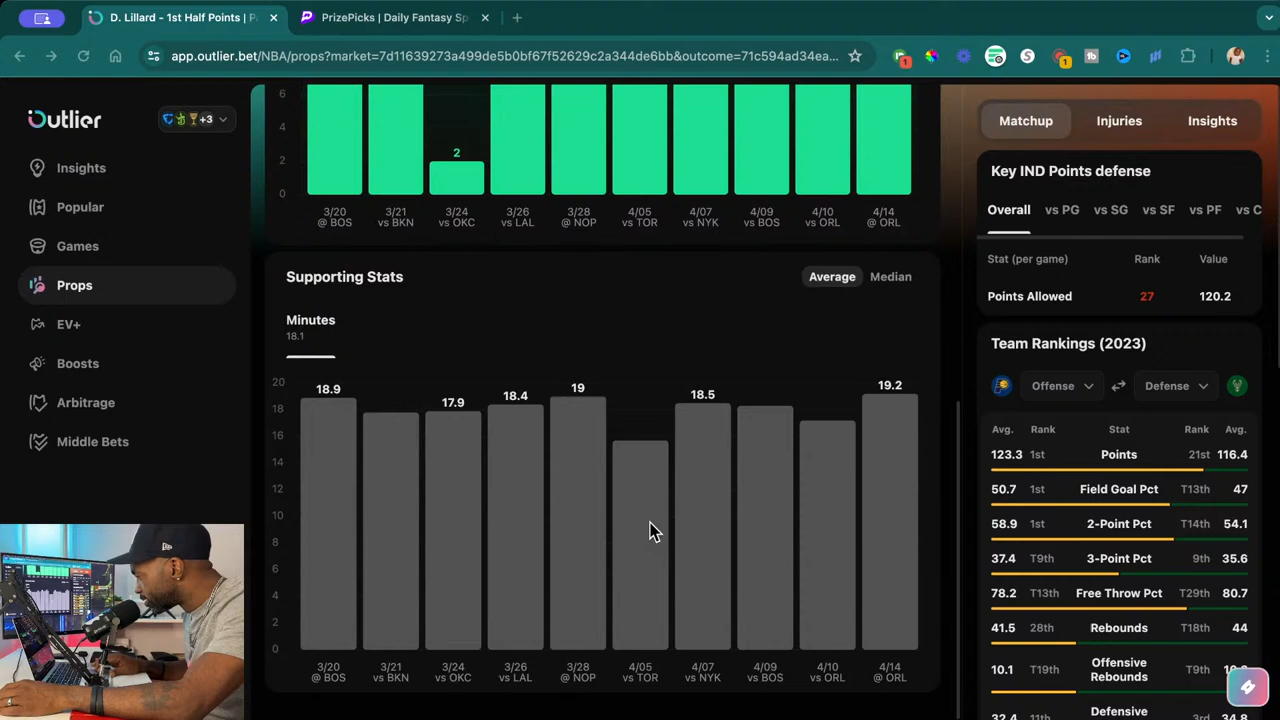 D. Lillard - 1st Half Points | P
PrizePicks | Daily Fantasy Sp
app.outlier.bet/NBA/props?market=7d11639273a499de5b0bf67f52629c2a344de6bb&outcome=71c594ad34ea...
Outlier
+3
Insights
Popular
Games
Props
EV+
Boosts
Arbitrage
Middle Bets
6
4
2
0
2
3/20 3/21 3/24 3/26 3/28 4/05 4/07 4/09 4/10 4/14
@ BOS vs BKN vs OKC vs LAL @ NOP vs TOR vs NYK vs BOS vs ORL @ ORL
Supporting Stats
Average Median
Minutes
18.1
20
18
16
14
12
10
8
6
4
2
0
18.9 17.9 18.4 19 18.5 19.2
3/20 3/21 3/24 3/26 3/28 4/05 4/07 4/09 4/10 4/14
@ BOS vs BKN vs OKC vs LAL @ NOP vs TOR vs NYK vs BOS vs ORL @ ORL
Matchup Injuries Insights
Key IND Points defense
Overall vs PG vs SG vs SF vs PF vs C
Stat (per game) Rank Value
Points Allowed 27 120.2
Team Rankings (2023)
Offense Defense
Avg. Rank Stat Rank Avg.
123.3 1st Points 21st 116.4
50.7 1st Field Goal Pct T13th 47
58.9 1st 2-Point Pct T14th 54.1
37.4 T9th 3-Point Pct 9th 35.6
78.2 T13th Free Throw Pct T29th 80.7
41.5 28th Rebounds T18th 44
10.1 T19th Offensive Rebounds T9th
32.4 11th Defensive 3rd 34.8